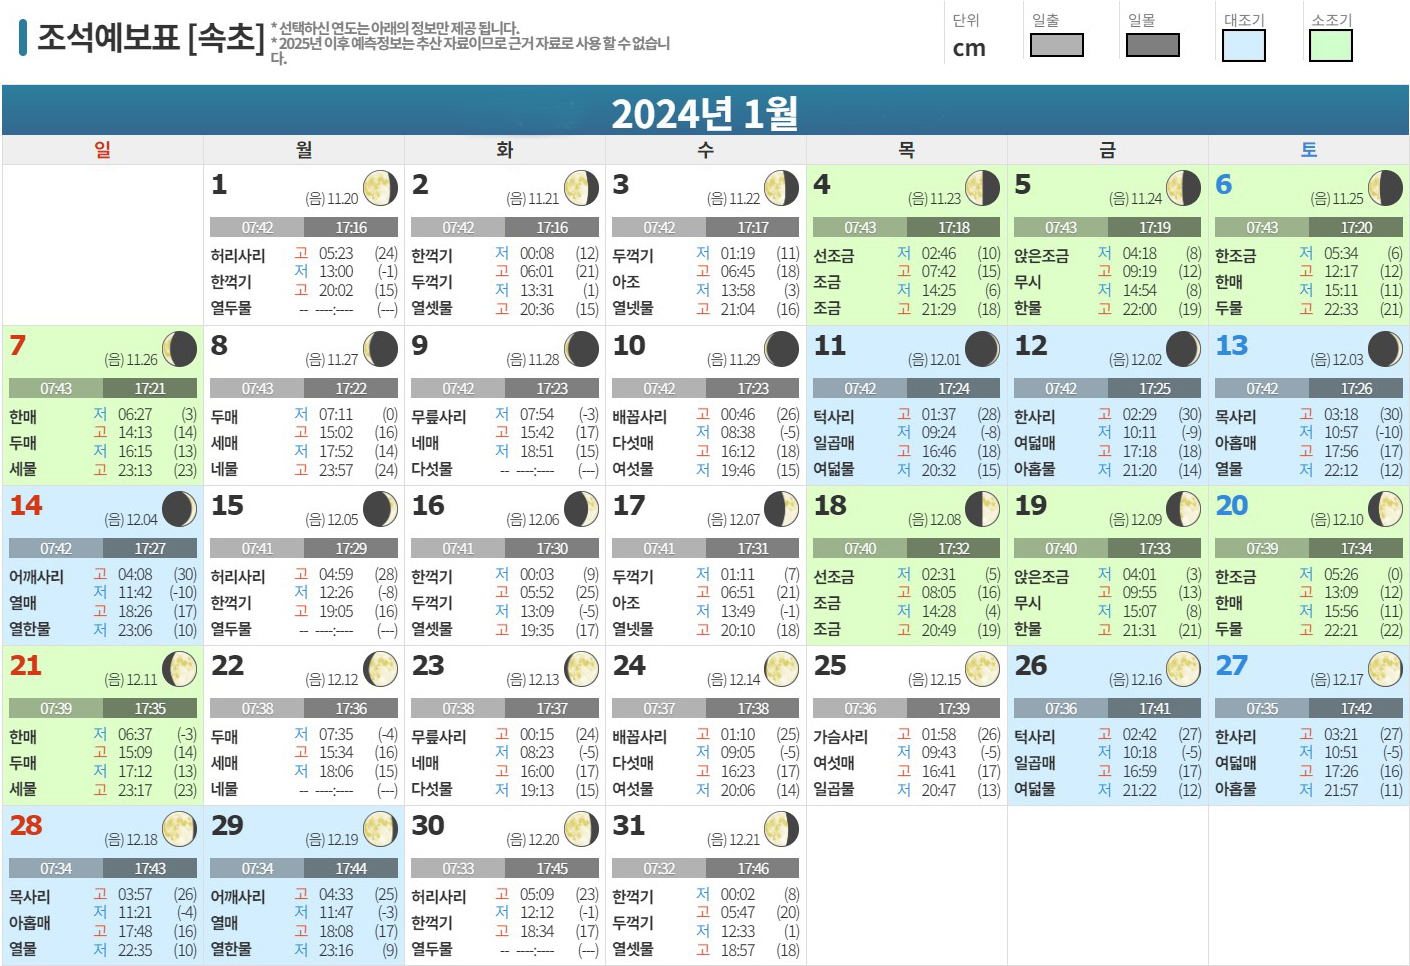 조석예보표 [속초]
* 선택하신 연도는 아래의 정보만 제공 됩니다.
* 2025년 이후 예측정보는 추산 자료이므로 근거 자료로 사용 할 수 없습니
다.
단위 일출 일몰 대조기 소조기
cm
2024년 1월
일 월 화 수 목 금 토
1
(음) 11.20
07:42 17:16
허리사리 고 05:23 (24)
한꺽기 저 13:00 (-1)
고 20:02 (15)
열두물 -- ----:---- (---)
2
(음) 11.21
07:42 17:16
한꺽기 저 00:08 (12)
고 06:01 (21)
두꺽기 저 13:31 (1)
열셋물 고 20:36 (15)
3
(음) 11.22
07:42 17:17
두꺽기 저 01:19 (11)
고 06:45 (18)
아조 저 13:58 (3)
열넷물 고 21:04 (16)
4
(음) 11.23
07:43 17:18
선조금 저 02:46 (10)
고 07:42 (15)
조금 저 14:25 (6)
조금 고 21:29 (18)
5
(음) 11.24
07:43 17:19
앉은조금 저 04:18 (8)
고 09:19 (12)
무시 저 14:54 (8)
한물 고 22:00 (19)
6
(음) 11.25
07:43 17:20
한조금 저 05:34 (6)
고 12:17 (12)
한매 저 15:11 (11)
두물 고 22:33 (21)
7
(음) 11.26
07:43 17:21
한매 저 06:27 (3)
고 14:13 (14)
두매 저 16:15 (13)
세물 고 23:13 (23)
8
(음) 11.27
07:43 17:22
두매 저 07:11 (0)
고 15:02 (16)
세매 저 17:52 (14)
네물 고 23:57 (24)
9
(음) 11.28
07:42 17:23
무릎사리 저 07:54 (-3)
고 15:42 (17)
네매 저 18:51 (15)
다섯물 -- ----:---- (---)
10
(음) 11.29
07:42 17:23
배꼽사리 고 00:46 (26)
저 08:38 (-5)
다섯매 고 16:12 (18)
여섯물 저 19:46 (15)
11
(음) 12.01
07:42 17:24
턱사리 고 01:37 (28)
저 09:24 (-8)
일곱매 고 16:46 (18)
여덟물 저 20:32 (15)
12
(음) 12.02
07:42 17:25
한사리 고 02:29 (30)
저 10:11 (-9)
여덟매 고 17:18 (18)
아홉물 저 21:20 (14)
13
(음) 12.03
07:42 17:26
목사리 고 03:18 (30)
저 10:57 (-10)
아홉매 고 17:56 (17)
열물 저 22:12 (12)
14
(음) 12.04
07:42 17:27
어깨사리 고 04:08 (30)
저 11:42 (-10)
열매 고 18:26 (17)
열한물 저 23:06 (10)
15
(음) 12.05
07:41 17:29
허리사리 고 04:59 (28)
저 12:26 (-8)
한꺽기 고 19:05 (16)
열두물 -- ----:---- (---)
16
(음) 12.06
07:41 17:30
한꺽기 저 00:03 (9)
고 05:52 (25)
두꺽기 저 13:09 (-5)
열셋물 고 19:35 (17)
17
(음) 12.07
07:41 17:31
두꺽기 저 01:11 (7)
고 06:51 (21)
아조 저 13:49 (-1)
열넷물 고 20:10 (18)
18
(음) 12.08
07:40 17:32
선조금 저 02:31 (5)
고 08:05 (16)
조금 저 14:28 (4)
조금 고 20:49 (19)
19
(음) 12.09
07:40 17:33
앉은조금 저 04:01 (3)
고 09:55 (13)
무시 저 15:07 (8)
한물 고 21:31 (21)
20
(음) 12.10
07:39 17:34
한조금 저 05:26 (0)
고 13:09 (12)
한매 저 15:56 (11)
두물 고 22:21 (22)
21
(음) 12.11
07:39 17:35
한매 저 06:37 (-3)
고 15:09 (14)
두매 저 17:12 (13)
세물 고 23:17 (23)
22
(음) 12.12
07:38 17:36
두매 저 07:35 (-4)
고 15:34 (16)
세매 저 18:06 (15)
네물 -- ----:---- (---)
23
(음) 12.13
07:38 17:37
무릎사리 고 00:15 (24)
저 08:23 (-5)
네매 고 16:00 (17)
다섯물 저 19:13 (15)
24
(음) 12.14
07:37 17:38
배꼽사리 고 01:10 (25)
저 09:05 (-5)
다섯매 고 16:23 (17)
여섯물 저 20:06 (14)
25
(음) 12.15
07:36 17:39
가슴사리 고 01:58 (26)
저 09:43 (-5)
여섯매 고 16:41 (17)
일곱물 저 20:47 (13)
26
(음) 12.16
07:36 17:41
턱사리 고 02:42 (27)
저 10:18 (-5)
일곱매 고 16:59 (17)
여덟물 저 21:22 (12)
27
(음) 12.17
07:35 17:42
한사리 고 03:21 (27)
저 10:51 (-5)
여덟매 고 17:26 (16)
아홉물 저 21:57 (11)
28
(음) 12.18
07:34 17:43
목사리 고 03:57 (26)
저 11:21 (-4)
아홉매 고 17:48 (16)
열물 저 22:35 (10)
29
(음) 12.19
07:34 17:44
어깨사리 고 04:33 (25)
저 11:47 (-3)
열매 고 18:08 (17)
열한물 저 23:16 (9)
30
(음) 12.20
07:33 17:45
허리사리 고 05:09 (23)
저 12:12 (-1)
한꺽기 고 18:34 (17)
열두물 -- ----:---- (---)
31
(음) 12.21
07:32 17:46
한꺽기 저 00:02 (8)
고 05:47 (20)
두꺽기 저 12:33 (1)
열셋물 고 18:57 (18)